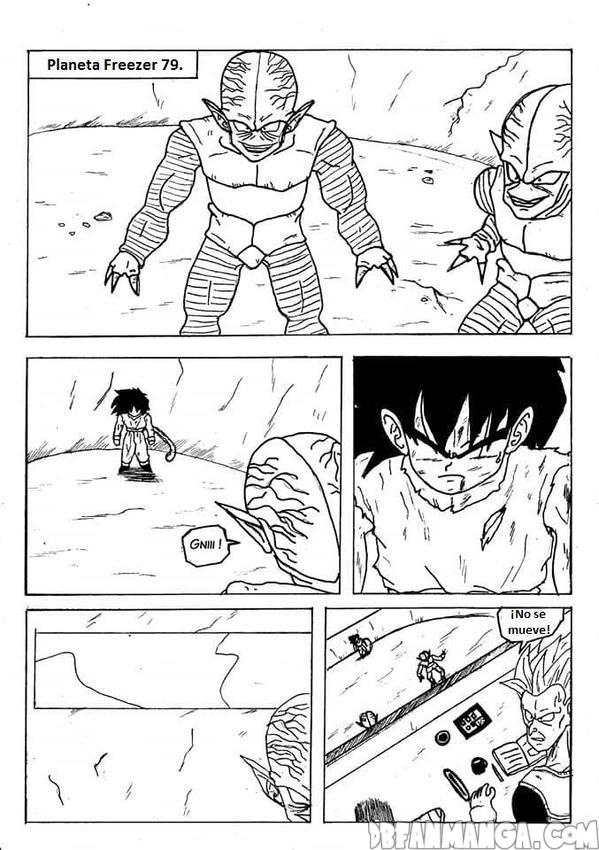 Planeta Freezer 79.
GNIII !
¡No se
mueve!
DBFANMANGA.COM